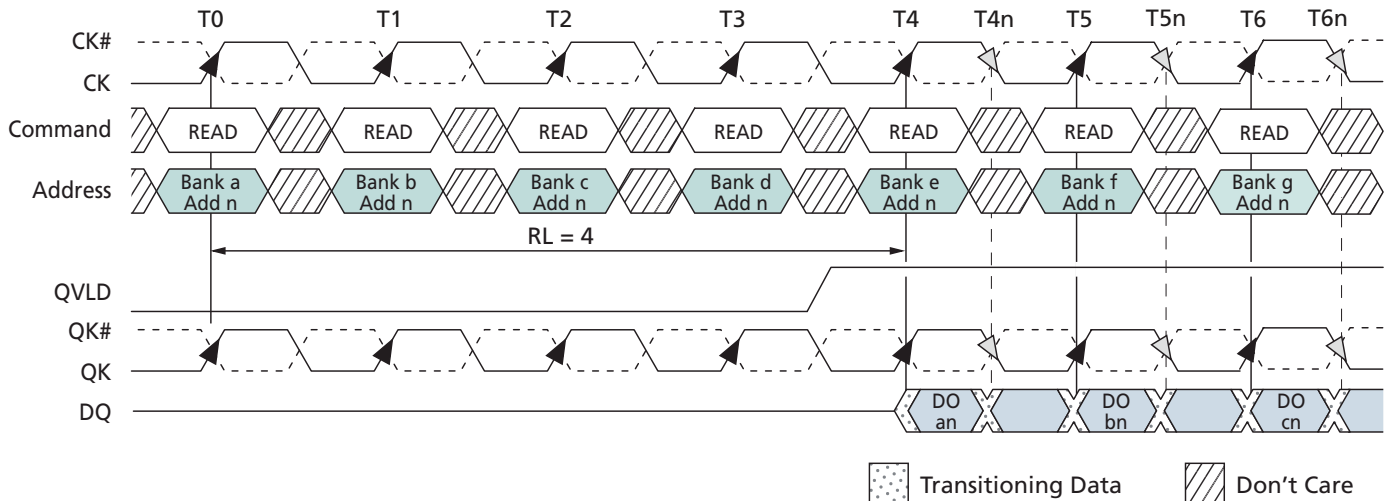 T0 T1 T2 T3 T4 T4n T5 T5n T6 T6n
CK#
CK
Command READ READ READ READ READ READ READ
Address Bank a Add n Bank b Add n Bank c Add n Bank d Add n Bank e Add n Bank f Add n Bank g Add n
RL = 4
QVLD
QK#
QK
DQ DO an DO bn DO cn
Transitioning Data Don't Care